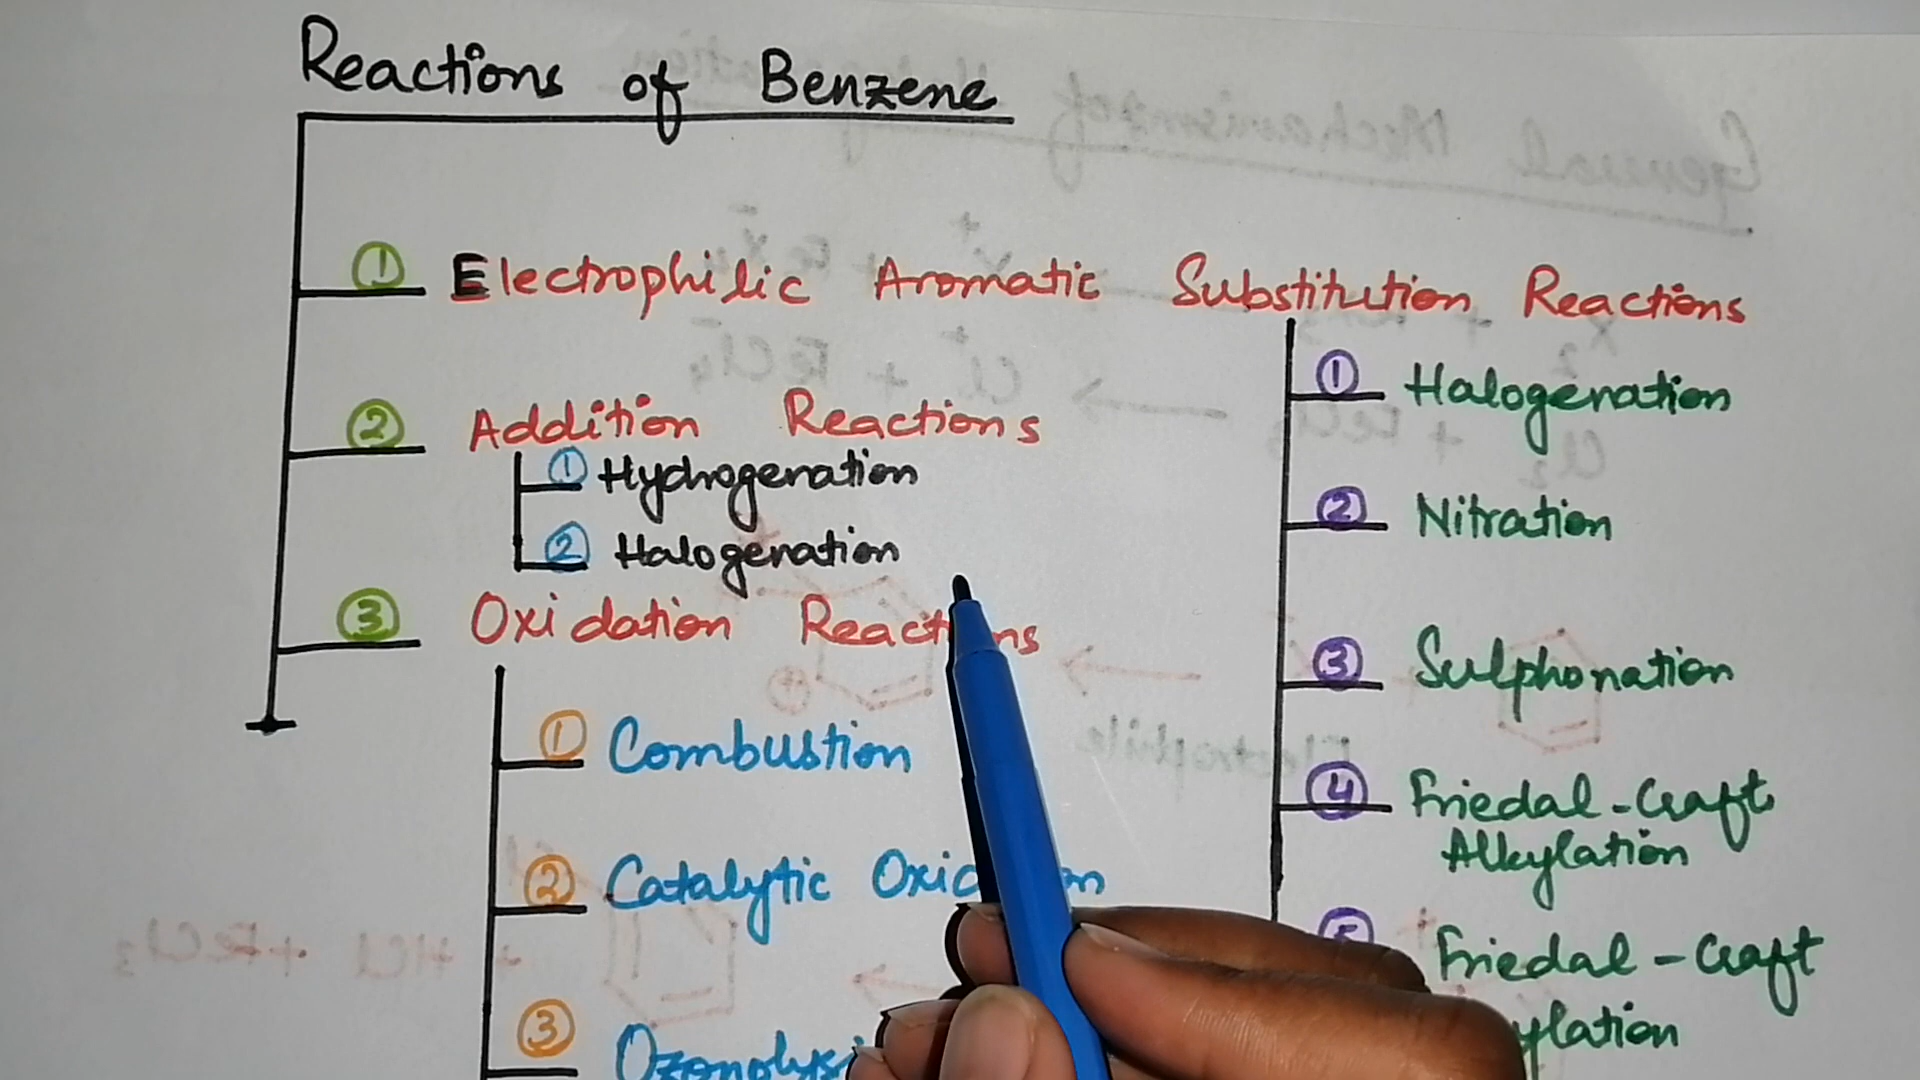 Reactions of Benzene
① Electrophilic Aromatic Substitution Reactions
① Halogenation
② Nitration
③ Sulphonation
④ Friedal-Craft
Alkylation
⑤ Friedal-Craft
② Addition Reactions
① Hydrogenation
② Halogenation
③ Oxidation Reactions
① Combustion
② Catalytic
③